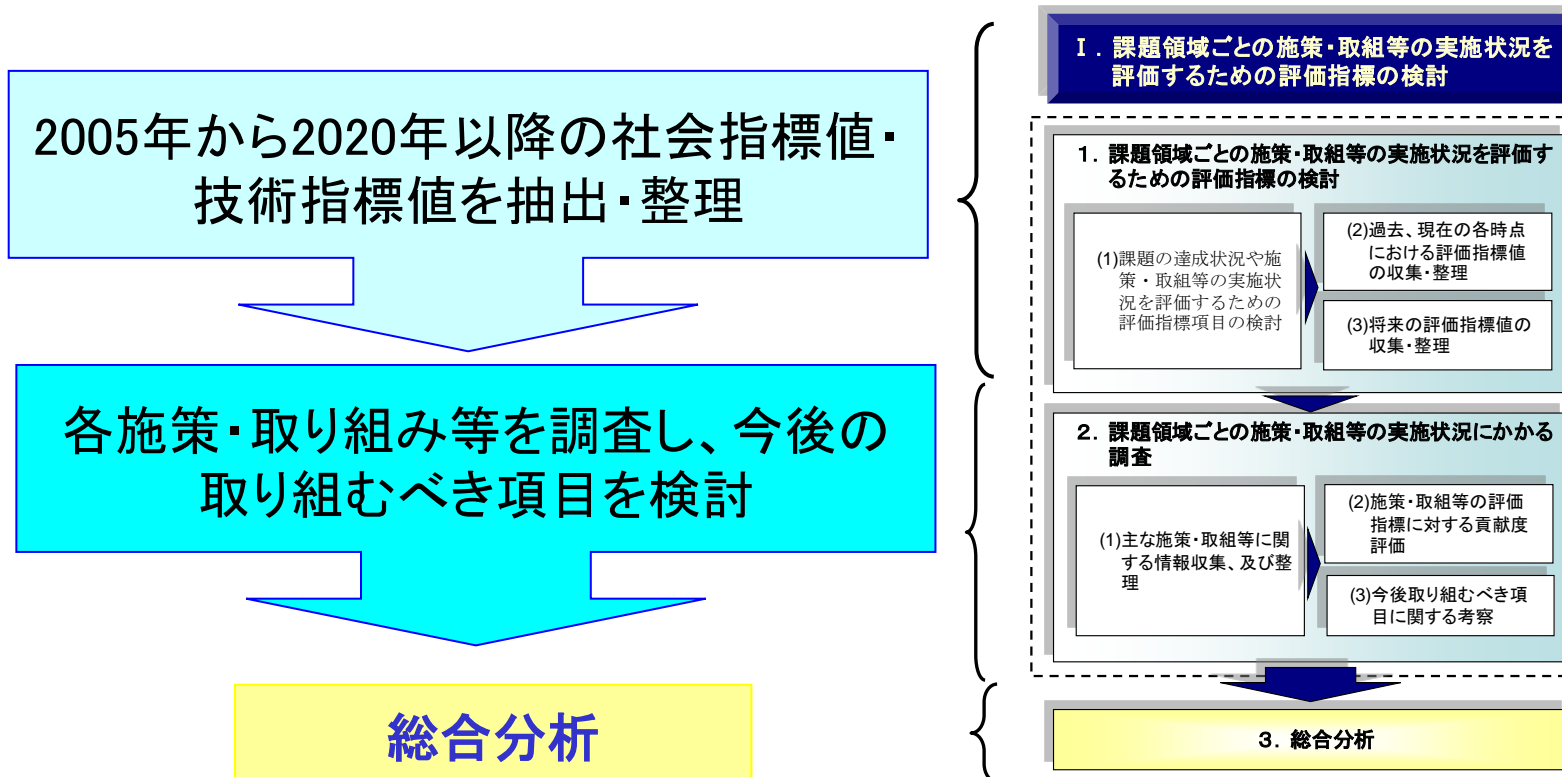 2005年から2020年以降の社会指標値・
技術指標値を抽出・整理
各施策・取り組み等を調査し、今後の
取り組むべき項目を検討
総合分析
Ⅰ．課題領域ごとの施策・取組等の実施状況を
評価するための評価指標の検討
1．課題領域ごとの施策・取組等の実施状況を評価す
るための評価指標の検討
(1)課題の達成状況や施
策・取組等の実施状
況を評価するための
評価指標項目の検討
(2)過去、現在の各時点
における評価指標値
の収集・整理
(3)将来の評価指標値の
収集・整理
2．課題領域ごとの施策・取組等の実施状況にかかる
調査
(1)主な施策・取組等に関
する情報収集、及び整
理
(2)施策・取組等の評価
指標に対する貢献度
評価
(3)今後取り組むべき項
目に関する考察
3．総合分析